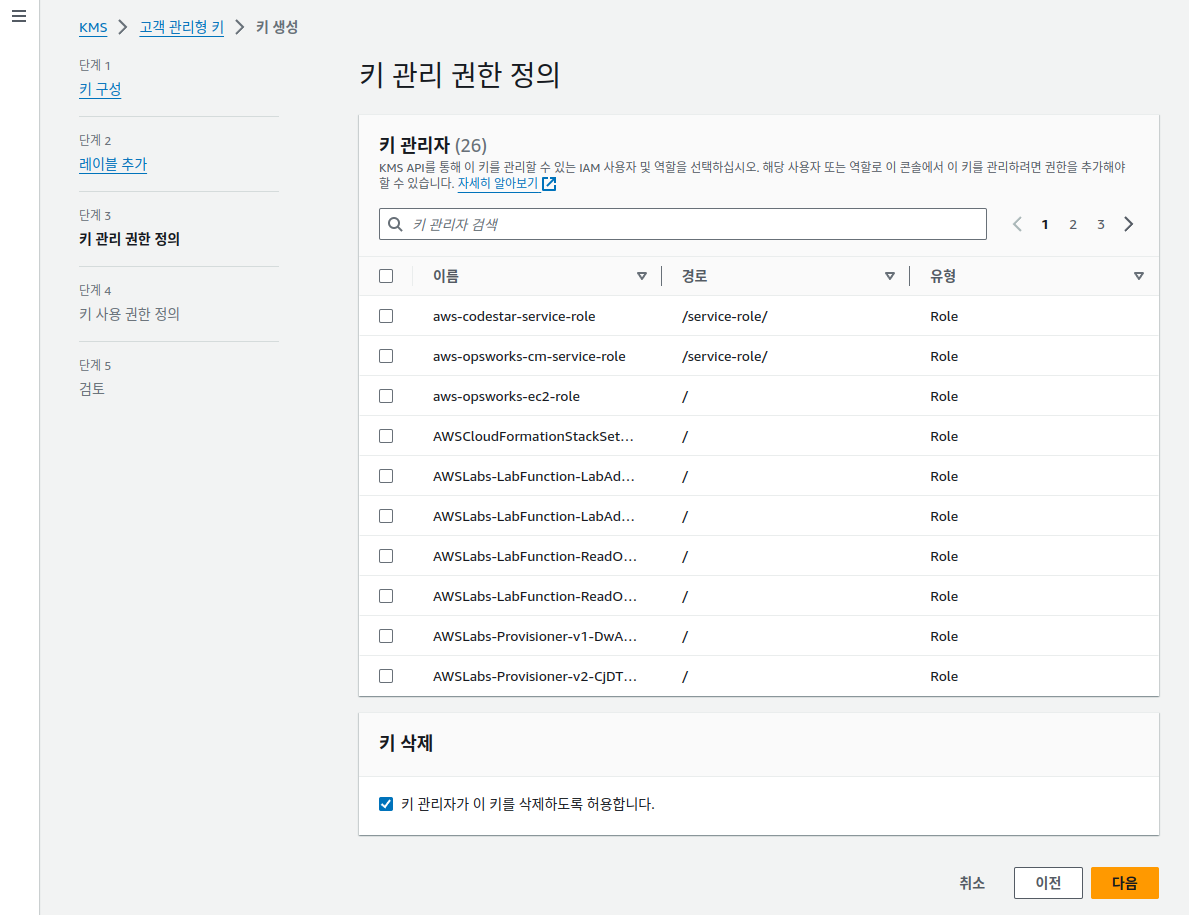 KMS > 고객 관리형 키 > 키 생성
단계 1
키 구성
단계 2
레이블 추가
단계 3
키 관리 권한 정의
단계 4
키 사용 권한 정의
단계 5
검토
키 관리 권한 정의
키 관리자 (26)
KMS API를 통해 이 키를 관리할 수 있는 IAM 사용자 및 역할을 선택하십시오. 해당 사용자 또는 역할로 이 콘솔에서 이 키를 관리하려면 권한을 추가해야
할 수 있습니다. 자세히 알아보기
키 관리자 검색
1 2 3
이름 경로 유형
aws-codestar-service-role /service-role/ Role
aws-opsworks-cm-service-role /service-role/ Role
aws-opsworks-ec2-role / Role
AWSCloudFormationStackSet… / Role
AWSLabs-LabFunction-LabAd… / Role
AWSLabs-LabFunction-LabAd… / Role
AWSLabs-LabFunction-ReadO… / Role
AWSLabs-LabFunction-ReadO… / Role
AWSLabs-Provisioner-v1-DwA… / Role
AWSLabs-Provisioner-v2-CjDT… / Role
키 삭제
키 관리자가 이 키를 삭제하도록 허용합니다.
취소 이전 다음